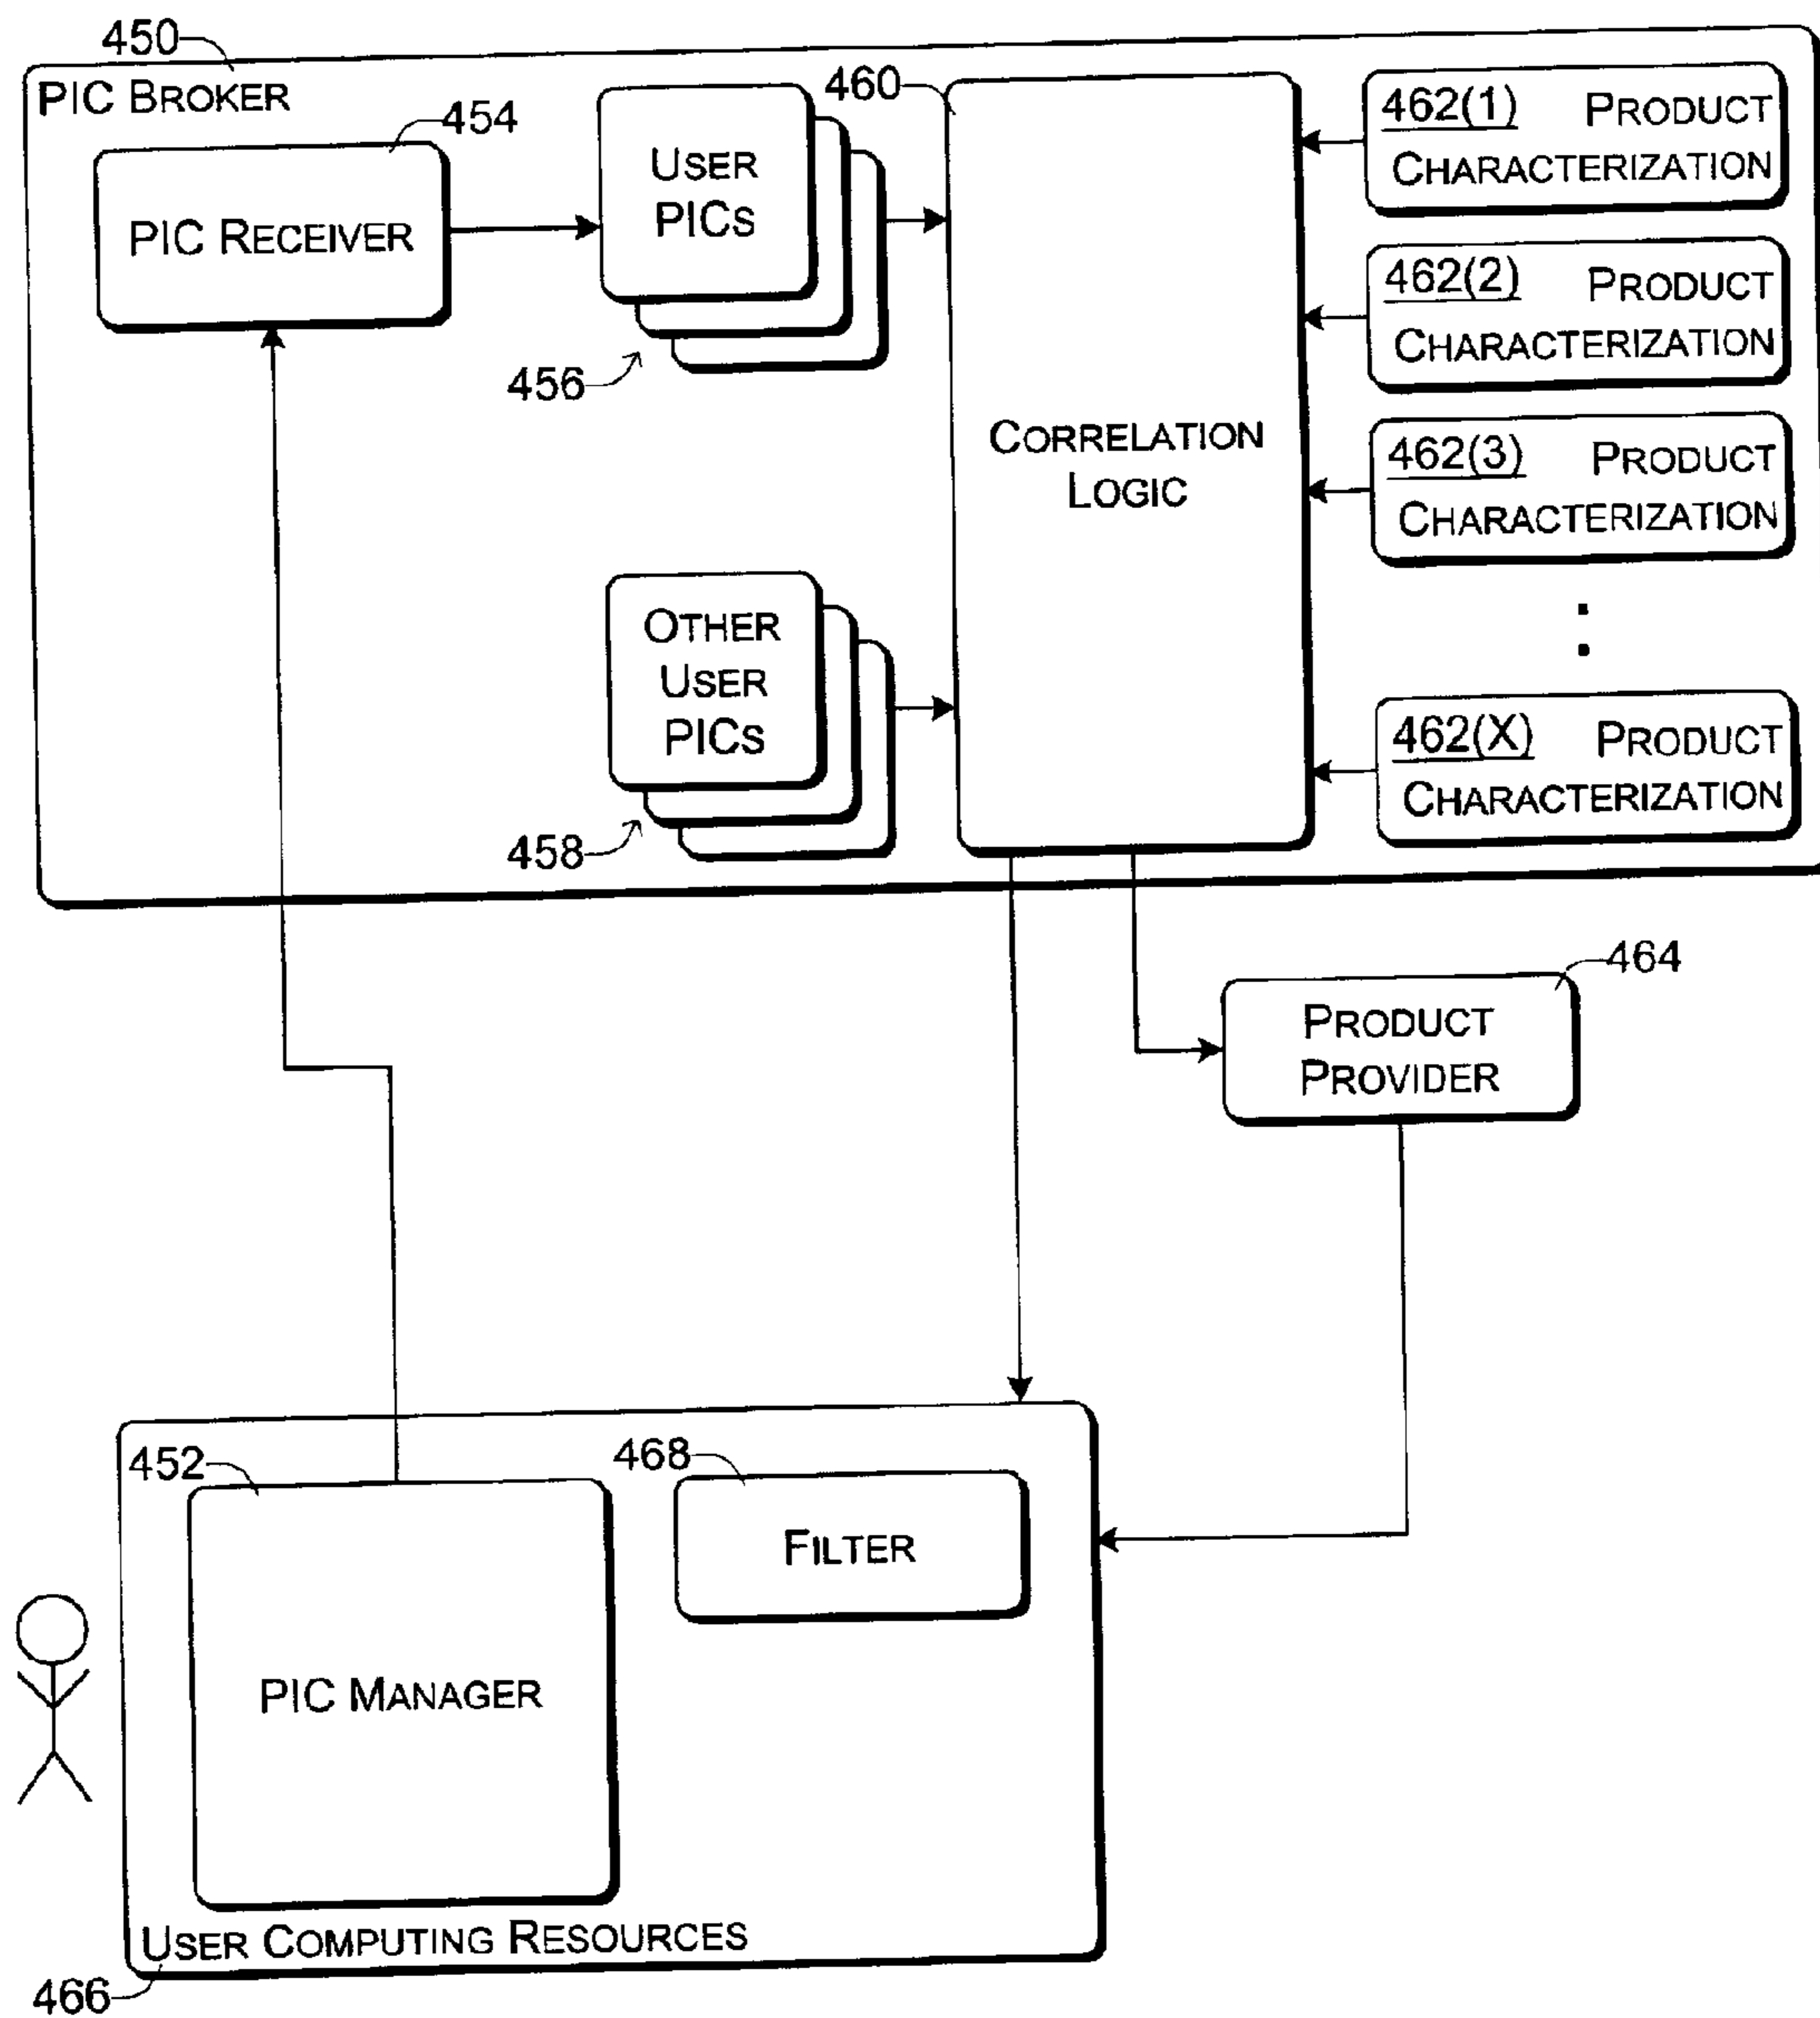 450
PIC BROKER
454
PIC RECEIVER
USER
PICS
456
460
CORRELATION
LOGIC
462(1) PRODUCT
CHARACTERIZATION
462(2) PRODUCT
CHARACTERIZATION
462(3) PRODUCT
CHARACTERIZATION
462(X) PRODUCT
CHARACTERIZATION
OTHER
USER
PICS
458
464
PRODUCT
PROVIDER
452
PIC MANAGER
468
FILTER
USER COMPUTING RESOURCES
466